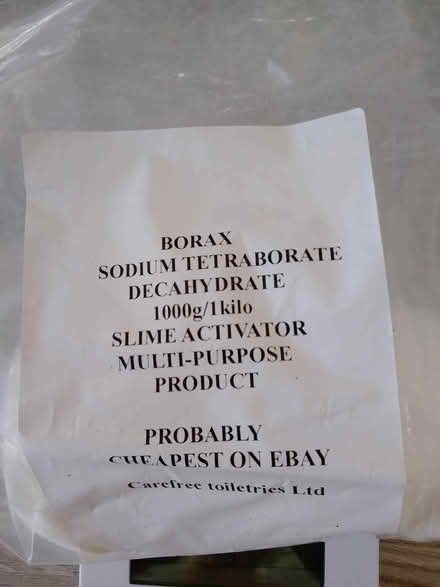 BORAX
SODIUM TETRABORATE
DECAHYDRATE
1000g/1kilo
SLIME ACTIVATOR
MULTI-PURPOSE
PRODUCT
PROBABLY
CHEAPEST ON EBAY
Carefree toiletries Ltd